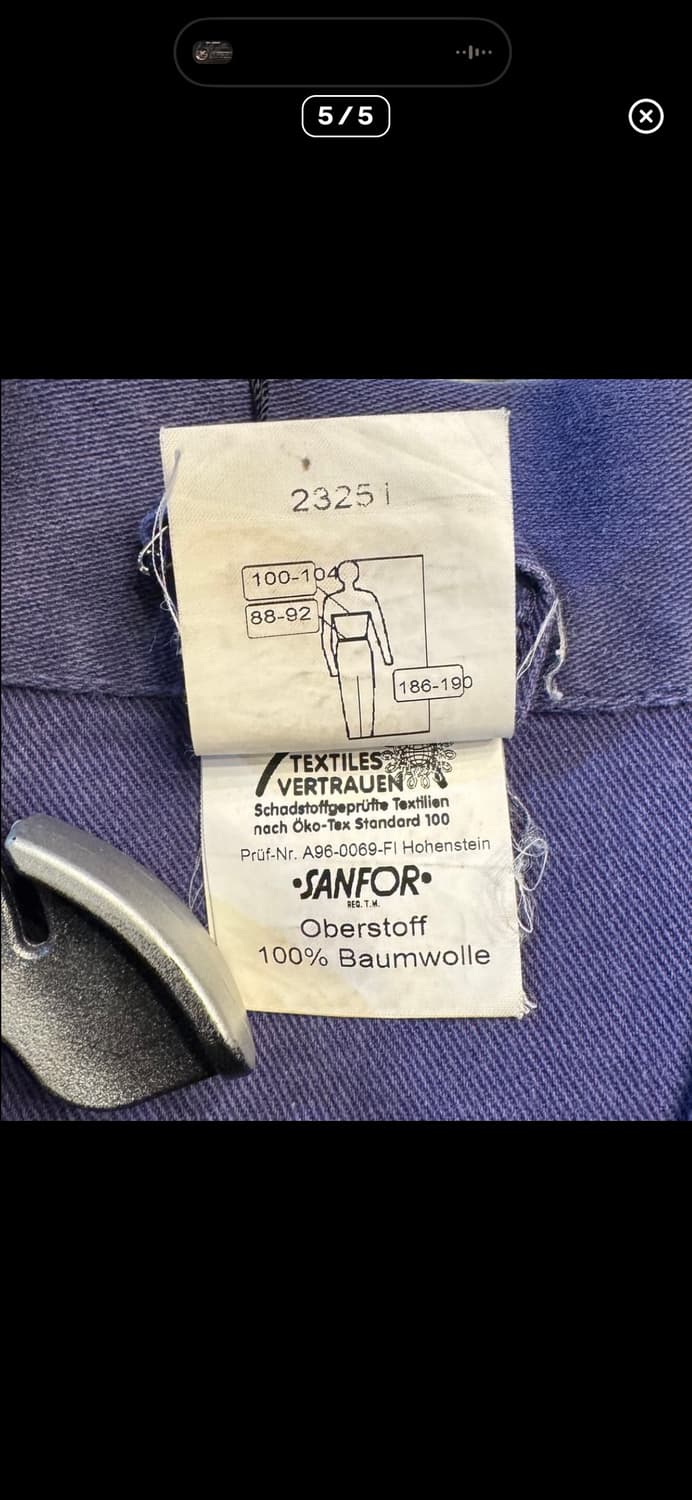 5/5
2325 i
100-104
88-92
186-190
TEXTILES
VERTRAUEN
Schadstoffgeprüfte Textilien
nach Öko-Tex Standard 100
Prüf-Nr. A96-0069-FI Hohenstein
•SANFOR•
REG. T.M.
Oberstoff
100% Baumwolle